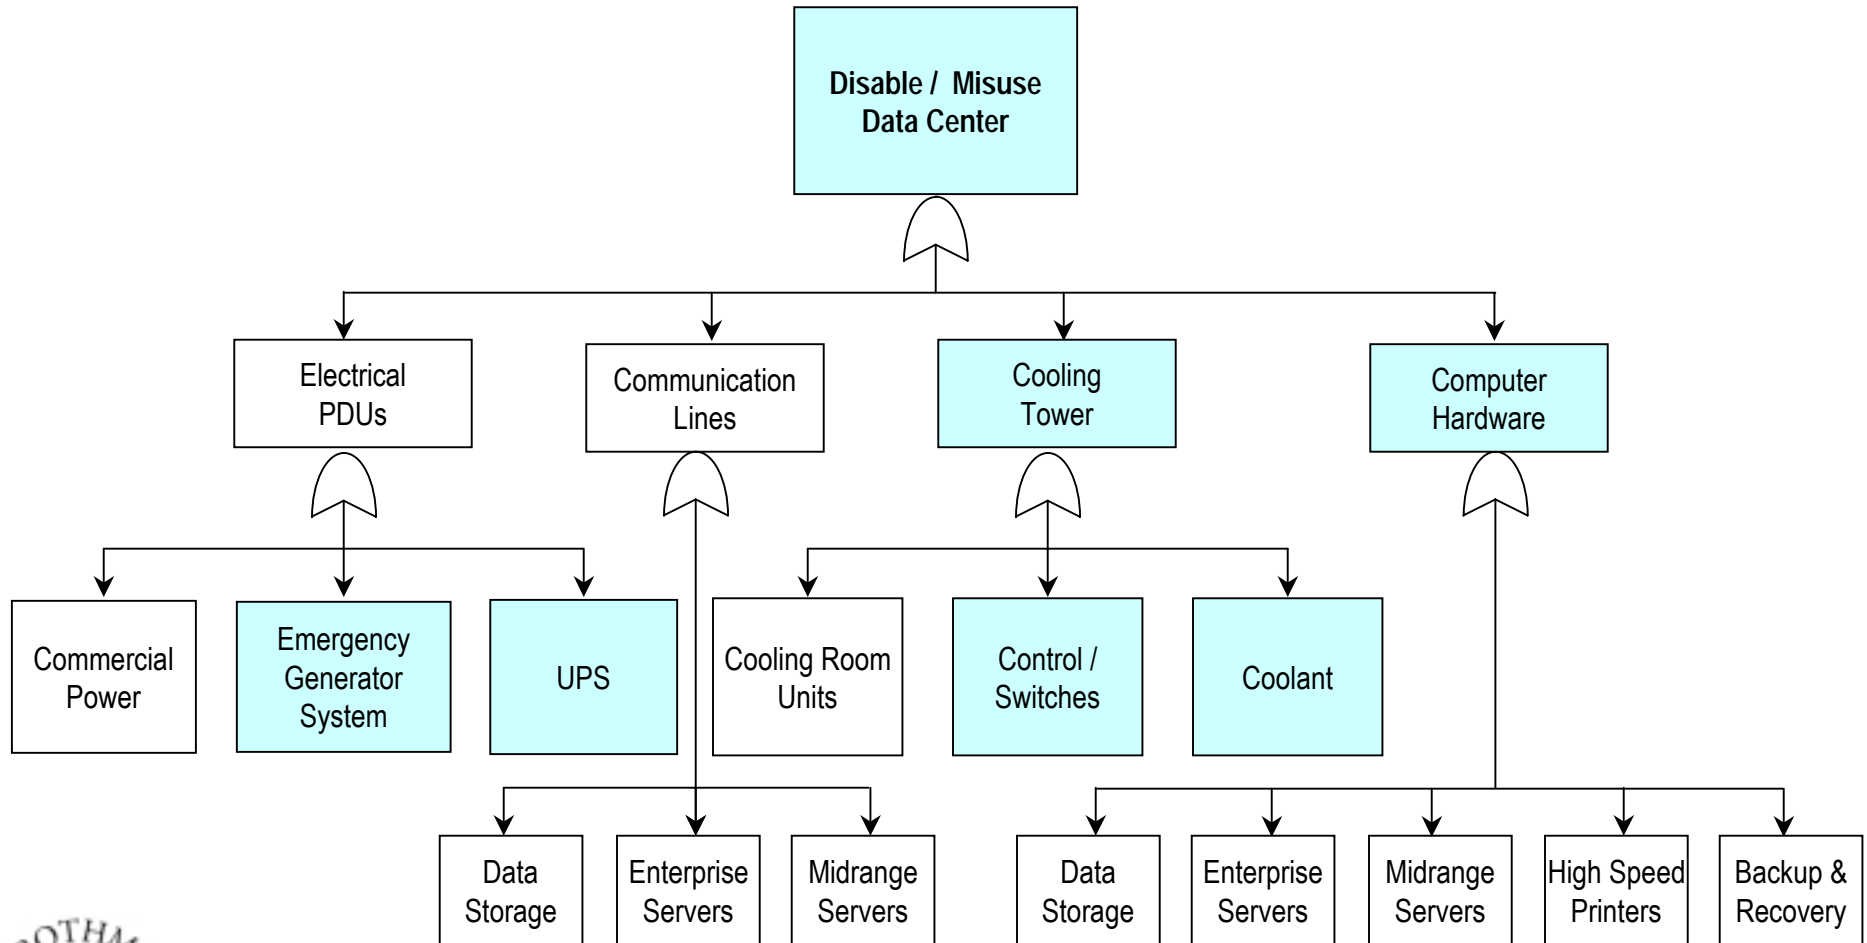 Disable / Misuse
Data Center
Electrical
PDUs
Communication
Lines
Cooling
Tower
Computer
Hardware
Commercial
Power
Emergency
Generator
System
UPS
Cooling Room
Units
Control /
Switches
Coolant
Data
Storage
Enterprise
Servers
Midrange
Servers
Data
Storage
Enterprise
Servers
Midrange
Servers
High Speed
Printers
Backup &
Recovery